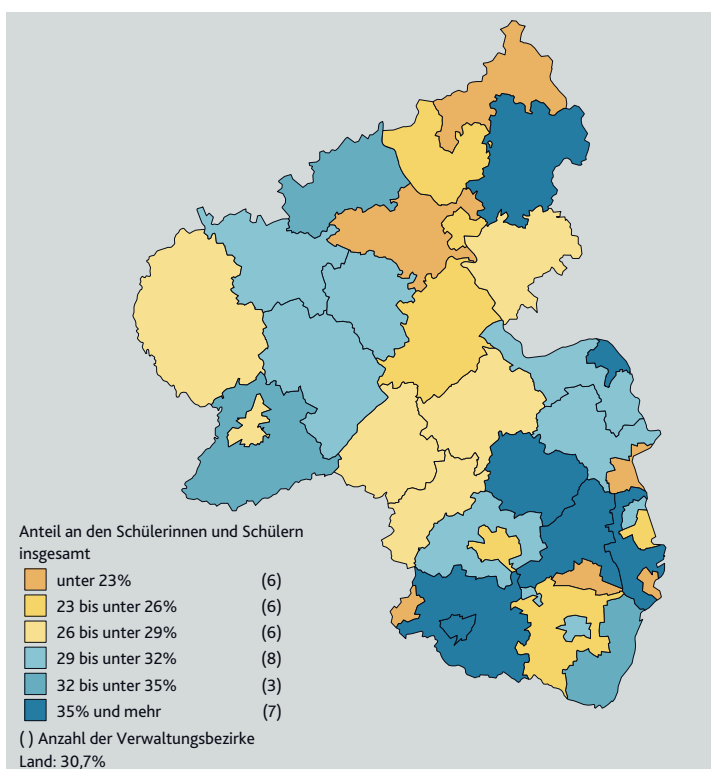 Anteil an den Schülerinnen und Schülern
insgesamt
unter 23% (6)
23 bis unter 26% (6)
26 bis unter 29% (6)
29 bis unter 32% (8)
32 bis unter 35% (3)
35% und mehr (7)
( ) Anzahl der Verwaltungsbezirke
Land: 30,7%